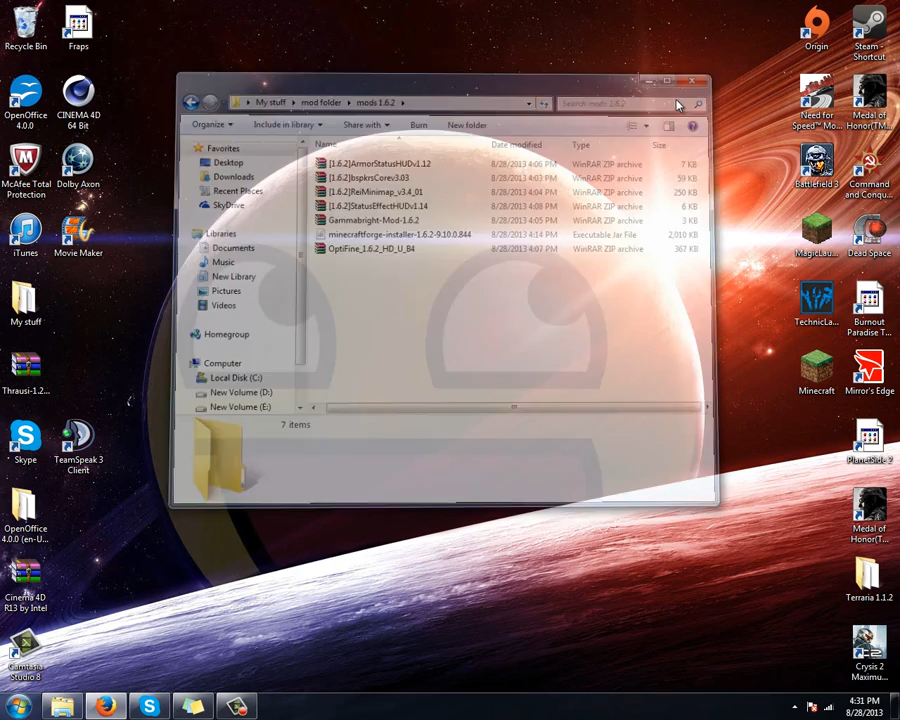 Recycle Bin
Fraps
OpenOffice
4.0.0
CINEMA 4D
64 Bit
McAfee Total
Protection
Dolby Axon
iTunes
Movie Maker
My stuff
Thrausi-1.2...
Skype
TeamSpeak 3
Client
OpenOffice
4.0.0 (en-U...
Cinema 4D
R13 by Intel
Camtasia
Studio 8
My stuff
mod folder
mods 1.6.2
Search mods 1.6.2
Organize
Include in library
Share with
Burn
New folder
Favorites
Desktop
Downloads
Recent Places
SkyDrive
Libraries
Documents
Music
New Library
Pictures
Videos
Homegroup
Computer
Local Disk (C:)
New Volume (D:)
New Volume (E:)
Name Date modified Type Size
[1.6.2]ArmorStatusHUDv1.12 8/28/2013 4:06 PM WinRAR ZIP archive 7 KB
[1.6.2]bspkrsCorev3.03 8/28/2013 4:03 PM WinRAR ZIP archive 59 KB
[1.6.2]ReiMinimap_v3.4_01 8/28/2013 4:04 PM WinRAR ZIP archive 250 KB
[1.6.2]StatusEffectHUDv1.14 8/28/2013 4:08 PM WinRAR ZIP archive 6 KB
Gammabright-Mod-1.6.2 8/28/2013 4:05 PM WinRAR ZIP archive 3 KB
minecraftforge-installer-1.6.2-9.10.0.844 8/28/2013 4:14 PM Executable Jar File 2,010 KB
OptiFine_1.6.2_HD_U_B4 8/28/2013 4:07 PM WinRAR ZIP archive 367 KB
7 items
Origin
Steam -
Shortcut
Need for
Speed™ Mo...
Medal of
Honor(TM...
Battlefield 3
Command
and Conqu...
MagicLau...
Dead Space
TechnicLa...
Burnout
Paradise T...
Minecraft
Mirror's Edge
PlanetSide 2
Medal of
Honor(T...
Terraria 1.1.2
Crysis 2
Maximu...
4:31 PM
8/28/2013